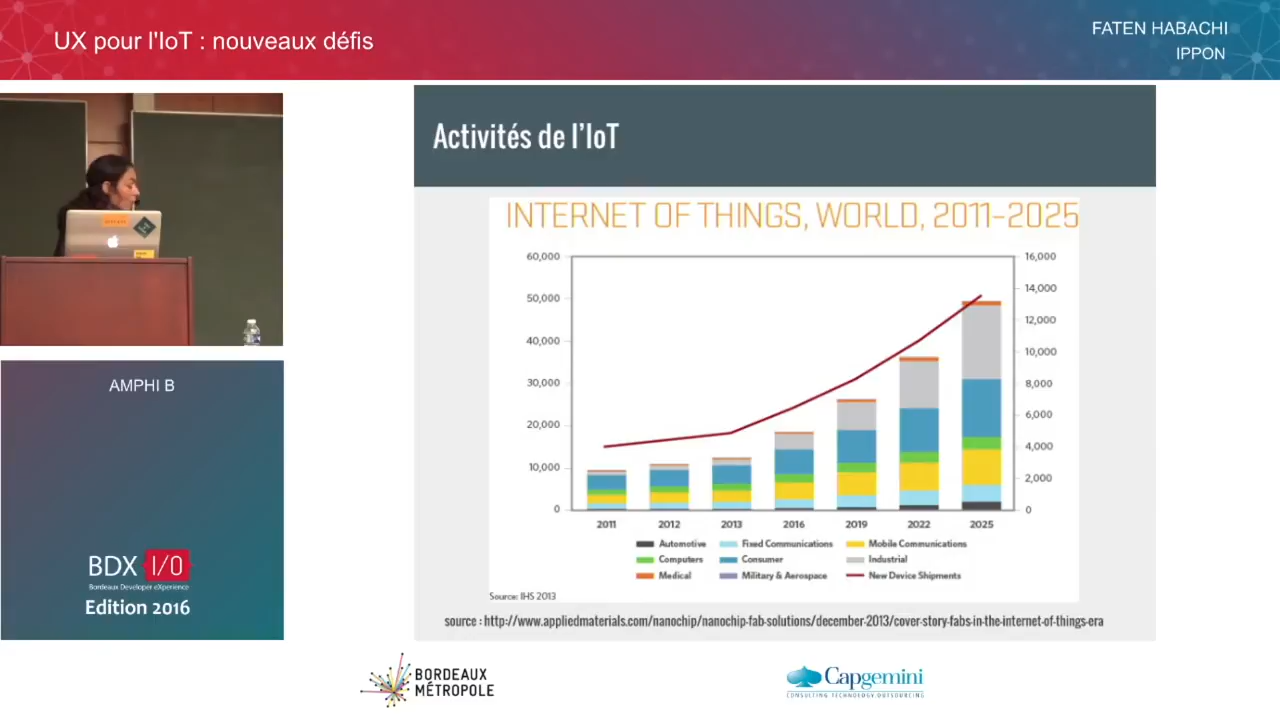 UX pour l'IoT : nouveaux défis
FATEN HABACHI
IPPON
Activités de l'IoT
INTERNET OF THINGS, WORLD, 2011–2025
60,000
50,000
40,000
30,000
20,000
10,000
0
16,000
14,000
12,000
10,000
8,000
6,000
4,000
2,000
0
2011 2012 2013 2016 2019 2022 2025
Automotive Fixed Communications Mobile Communications
Computers Consumer Industrial
Medical Military & Aerospace New Device Shipments
Source: IHS 2013
source : http://www.appliedmaterials.com/nanochip/nanochip-fab-solutions/december-2013/cover-story-fabs-in-the-internet-of-things-era
AMPHI B
BDX I/O
Bordeaux Developer eXperience
Edition 2016
BORDEAUX
MÉTROPOLE
Capgemini
CONSULTING.TECHNOLOGY.OUTSOURCING